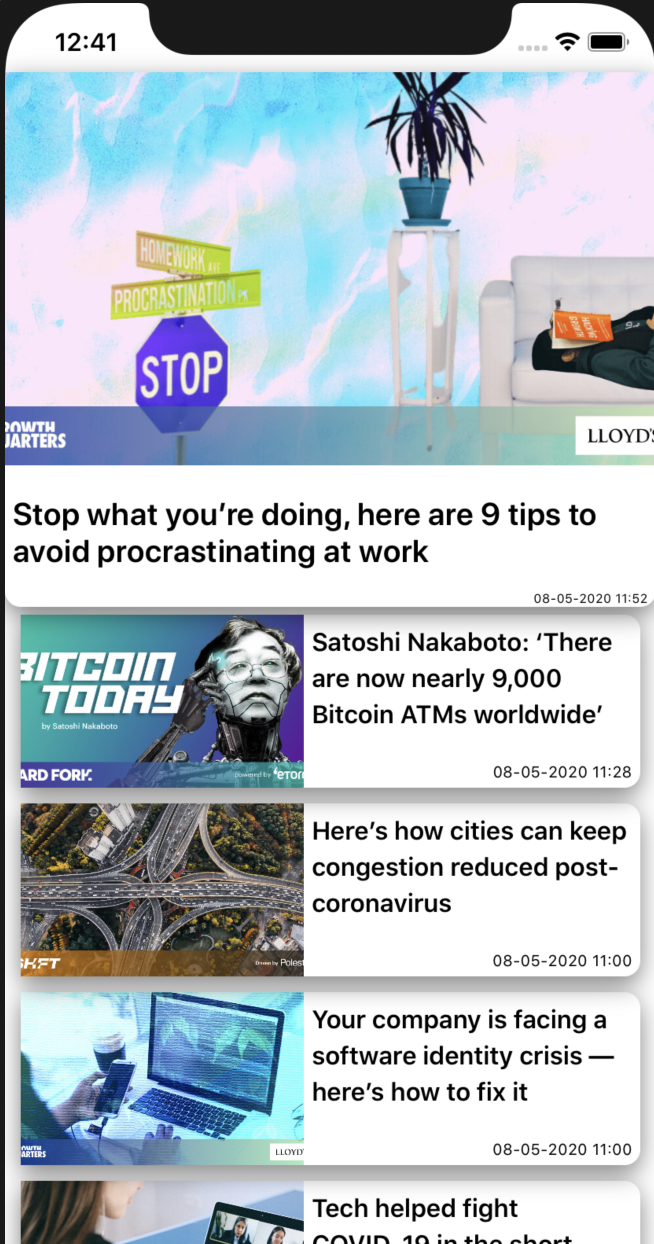 12:41
HOMEWORK AVE
PROCRASTINATION
STOP
ROWTH
UARTERS
LLOYD'S
Stop what you’re doing, here are 9 tips to
avoid procrastinating at work
08-05-2020 11:52
BITCOIN
TODAY
by Satoshi Nakaboto
ARD FORK
powered by eToro
Satoshi Nakaboto: ‘There
are now nearly 9,000
Bitcoin ATMs worldwide’
08-05-2020 11:28
Here’s how cities can keep
congestion reduced post-
coronavirus
SHIFT
Driven by Polest
08-05-2020 11:00
Your company is facing a
software identity crisis —
here’s how to fix it
OWTH
ARTERS
LLOYD'
08-05-2020 11:00
Tech helped fight
COVID-19 in the short